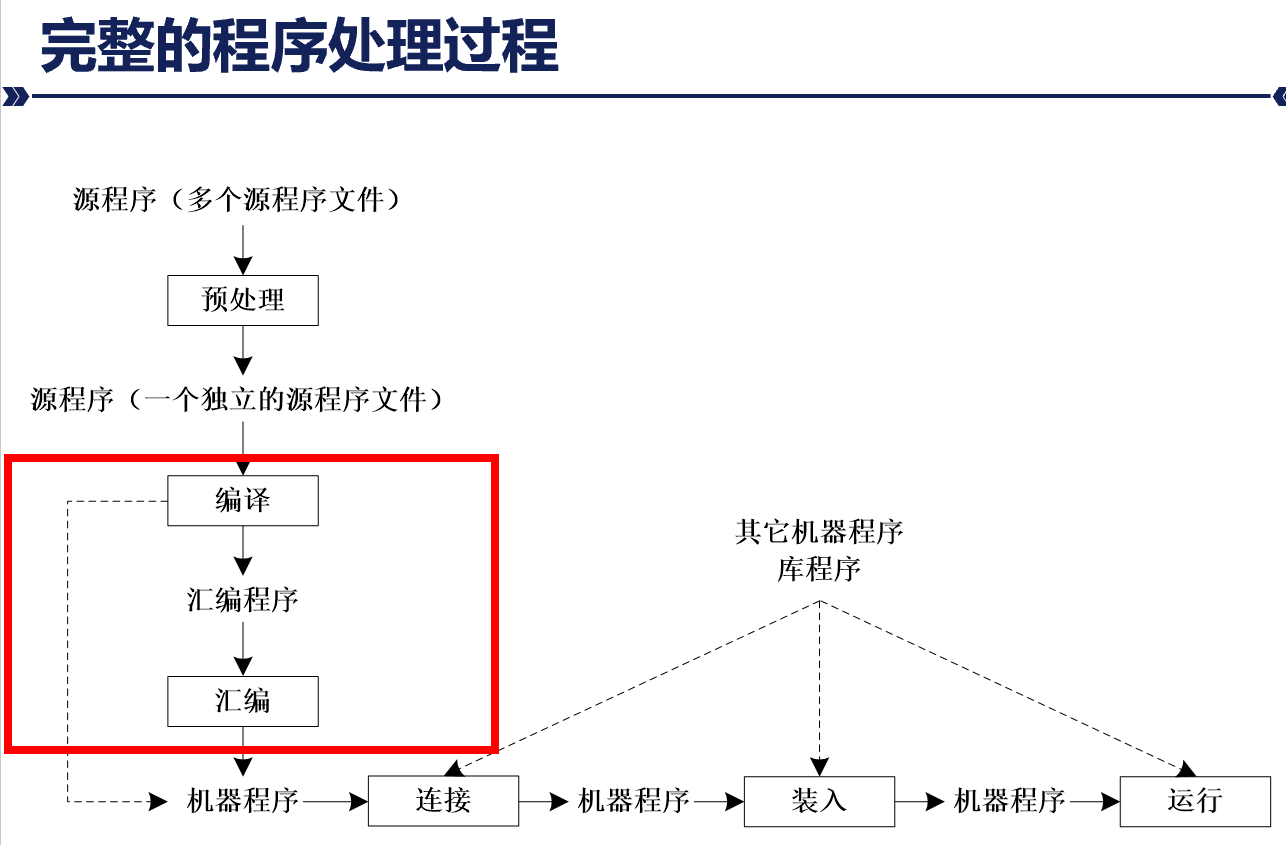 完整的程序处理过程
源程序（多个源程序文件）
预处理
源程序（一个独立的源程序文件）
编译
汇编程序
汇编
机器程序
连接
机器程序
装入
机器程序
运行
其它机器程序
库程序